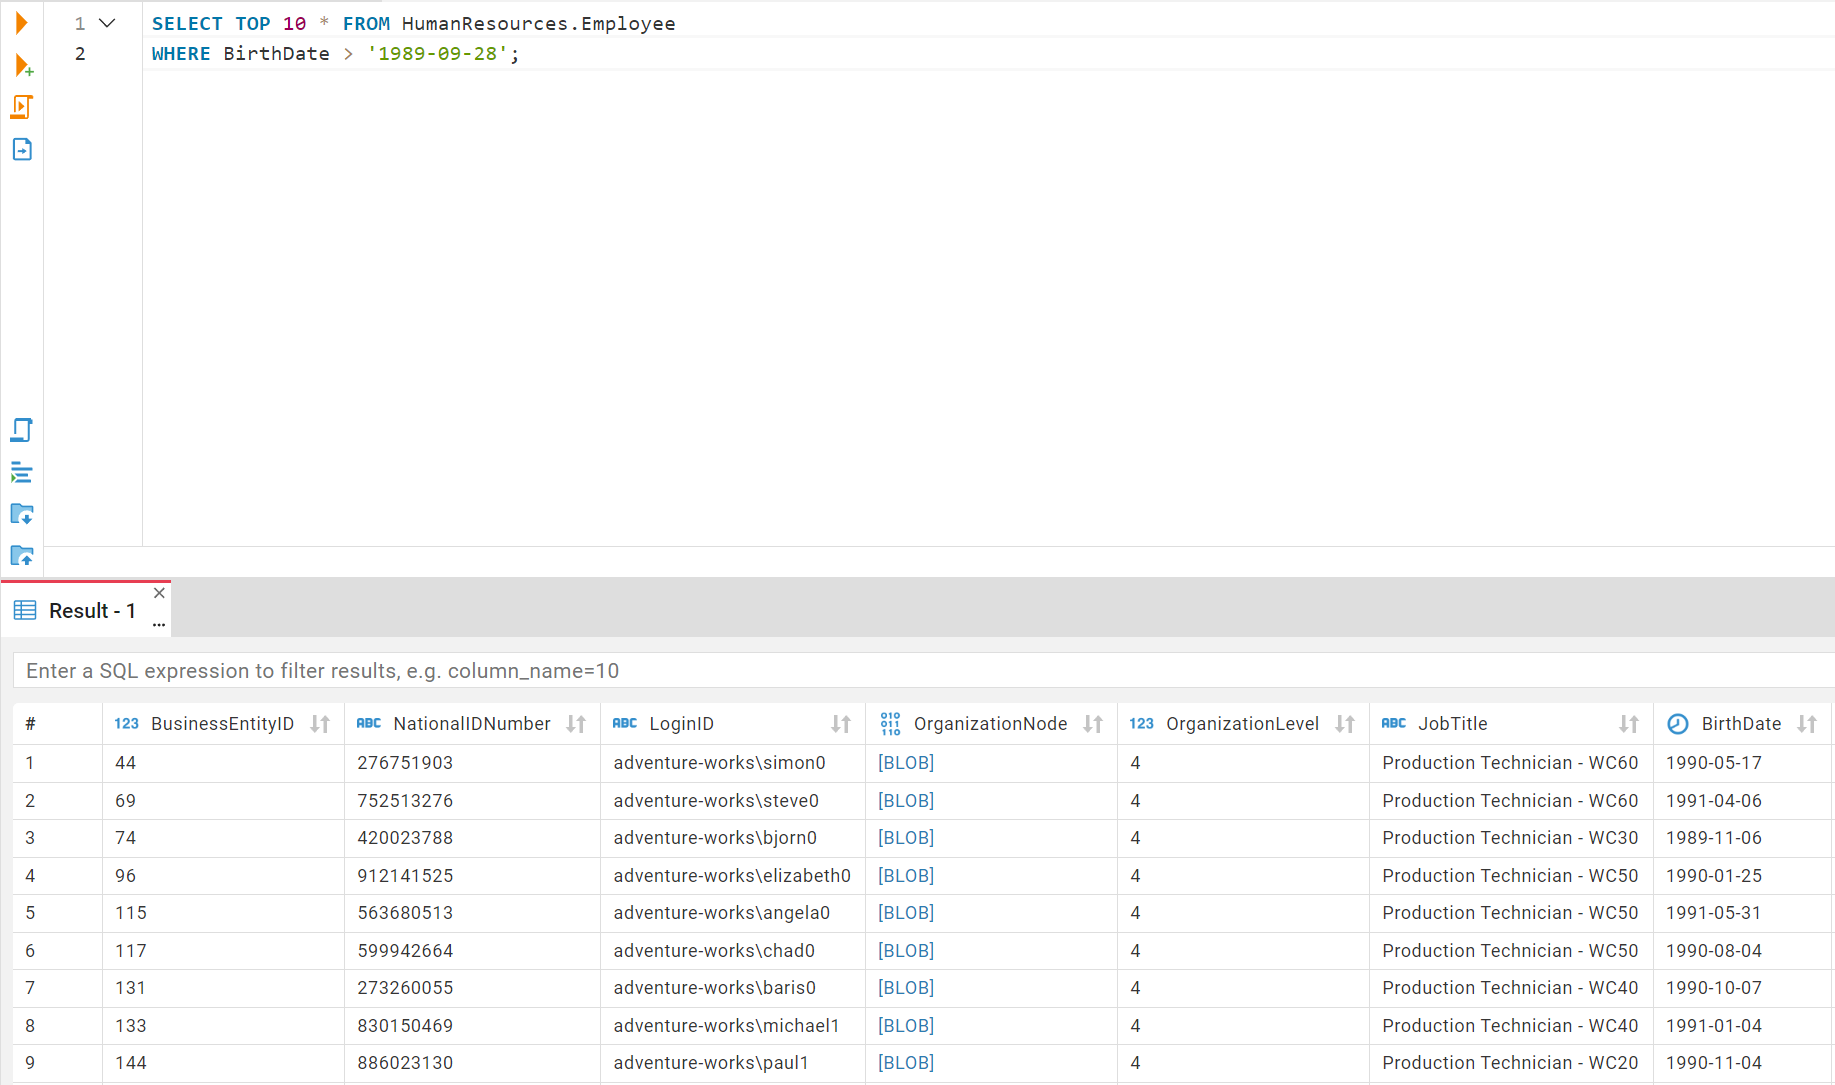 1 SELECT TOP 10 * FROM HumanResources.Employee
2 WHERE BirthDate > '1989-09-28';
Result - 1
Enter a SQL expression to filter results, e.g. column_name=10
# 123 BusinessEntityID ABC NationalIDNumber ABC LoginID 010 011 110 OrganizationNode 123 OrganizationLevel ABC JobTitle BirthDate
1 44 276751903 adventure-works\simon0 [BLOB] 4 Production Technician - WC60 1990-05-17
2 69 752513276 adventure-works\steve0 [BLOB] 4 Production Technician - WC60 1991-04-06
3 74 420023788 adventure-works\bjorn0 [BLOB] 4 Production Technician - WC30 1989-11-06
4 96 912141525 adventure-works\elizabeth0 [BLOB] 4 Production Technician - WC50 1990-01-25
5 115 563680513 adventure-works\angela0 [BLOB] 4 Production Technician - WC50 1991-05-31
6 117 599942664 adventure-works\chad0 [BLOB] 4 Production Technician - WC50 1990-08-04
7 131 273260055 adventure-works\baris0 [BLOB] 4 Production Technician - WC40 1990-10-07
8 133 830150469 adventure-works\michael1 [BLOB] 4 Production Technician - WC40 1991-01-04
9 144 886023130 adventure-works\paul1 [BLOB] 4 Production Technician - WC20 1990-11-04